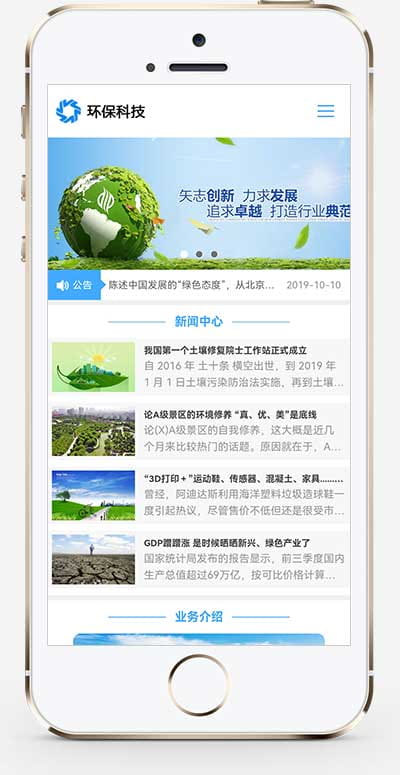 环保科技
矢志创新 力求发展
追求卓越 打造行业典范
公告 陈述中国发展的“绿色态度”，从北京... 2019-10-10
新闻中心
我国第一个土壤修复院士工作站正式成立
自 2016 年 土十条 横空出世，到 2019 年
1 月 1 日土壤污染防治法实施，再到土壤...
论A级景区的环境修养 “真、优、美”是底线
论(X)A级景区的自我修养，这大概是近几
个月来比较热门的话题。原因就在于，A...
“3D打印＋”运动鞋、传感器、混凝土、家具.........
曾经，阿迪达斯利用海洋塑料垃圾造球鞋一
度引起热议，尽管售价不低但还是很受市...
GDP蹭蹭涨 是时候晒晒新兴、绿色产业了
国家统计局发布的报告显示，前三季度国内
生产总值超过69万亿，按可比价格计算...
业务介绍